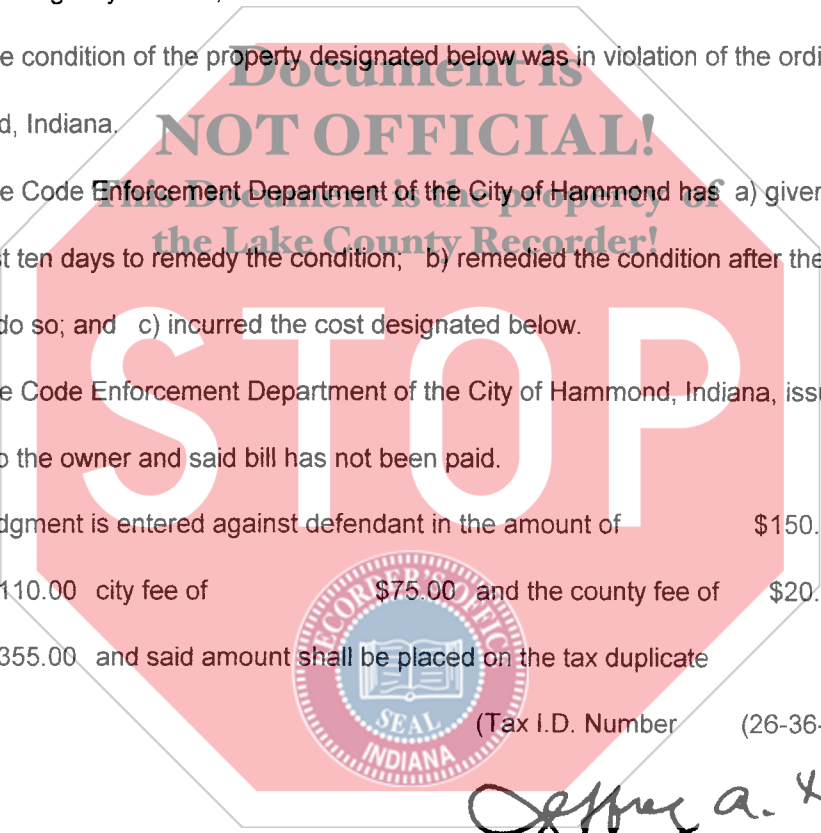 e condition of the property designated below was in violation of the ordi
Document is
d, Indiana.
NOT OFFICIAL!
e Code Enforcement Department of the City of Hammond has a) given
This Document is the property of
t ten days to remedy the condition; b) remedied the condition after the
the Lake County Recorder!
do so; and c) incurred the cost designated below.
STOP
e Code Enforcement Department of the City of Hammond, Indiana, issu
o the owner and said bill has not been paid.
dgment is entered against defendant in the amount of $150.
110.00 city fee of $75.00 and the county fee of $20.
355.00 and said amount shall be placed on the tax duplicate
RECORDER'S OFFIC
SEAL
INDIANA
(Tax I.D. Number (26-36-
Jeffrey A.